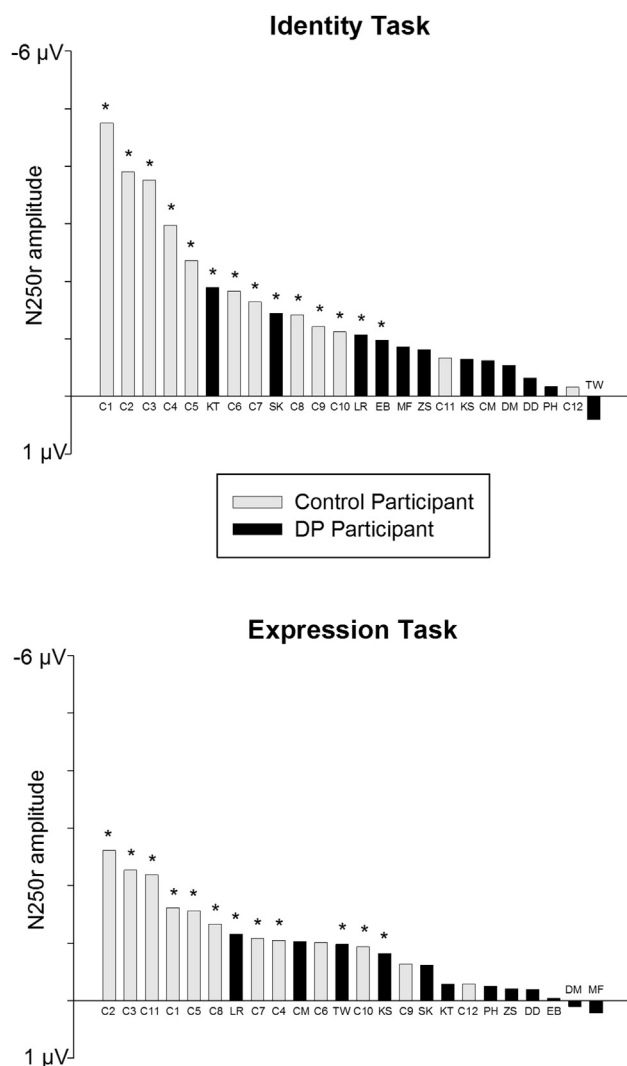 Identity Task
-6 µV
N250r amplitude
* * * * * * * * * * * * *
TW
C1 C2 C3 C4 C5 KT C6 C7 SK C8 C9 C10 LR EB MF ZS C11 KS CM DM DD PH C12
1 µV
Control Participant
DP Participant
Expression Task
-6 µV
N250r amplitude
* * * * * * * * * * * *
DM MF
C2 C3 C11 C1 C5 C8 LR C7 C4 CM C6 TW C10 KS C9 SK KT C12 PH ZS DD EB
1 µV